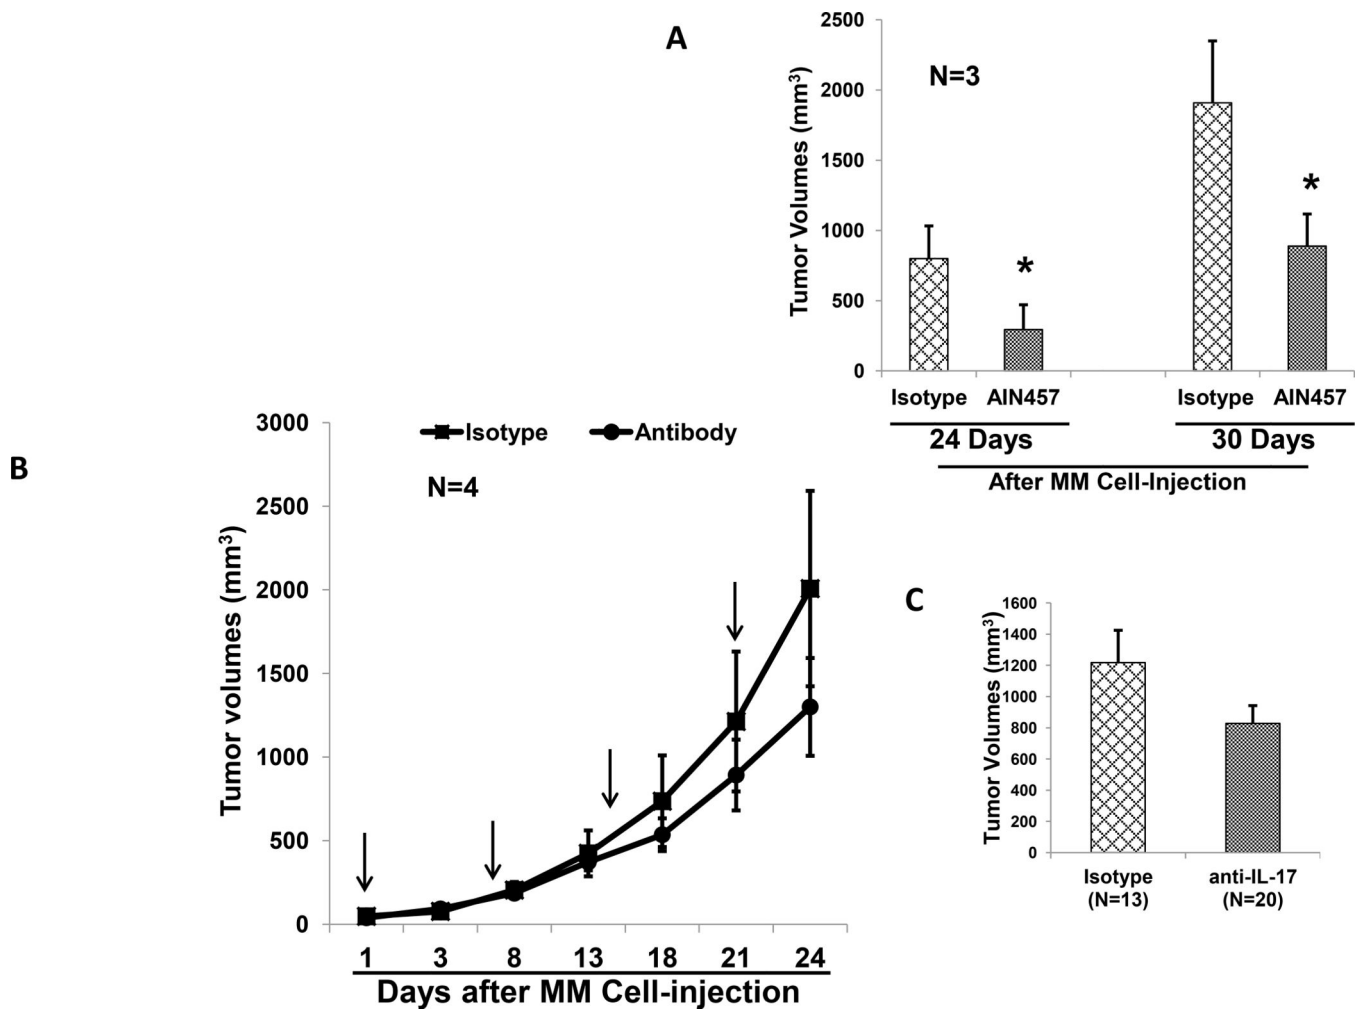 A
N=3
Tumor Volumes (mm³)
2500
2000
1500
1000
500
0
Isotype AIN457 Isotype AIN457
24 Days 30 Days
After MM Cell-Injection
B
Isotype Antibody
N=4
Tumor volumes (mm³)
3000
2500
2000
1500
1000
500
0
1 3 8 13 18 21 24
Days after MM Cell-injection
C
Tumor Volumes (mm³)
1600
1400
1200
1000
800
600
400
200
0
Isotype anti-IL-17
(N=13) (N=20)
* *